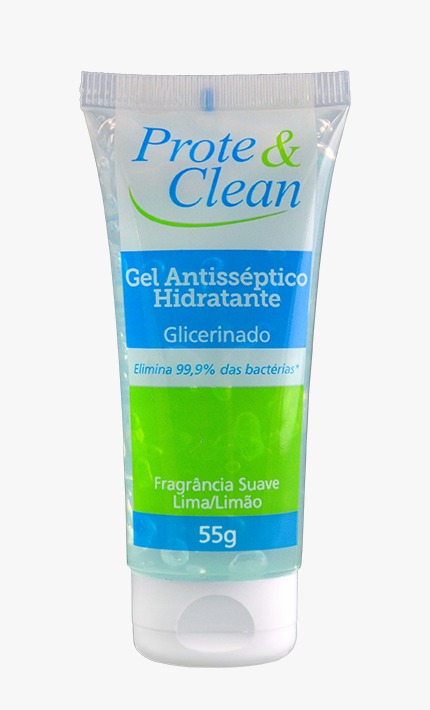 Prote &
Clean
Gel Antisséptico
Hidratante
Glicerinado
Elimina 99,9% das bactérias*
Fragrância Suave
Lima/Limão
55g